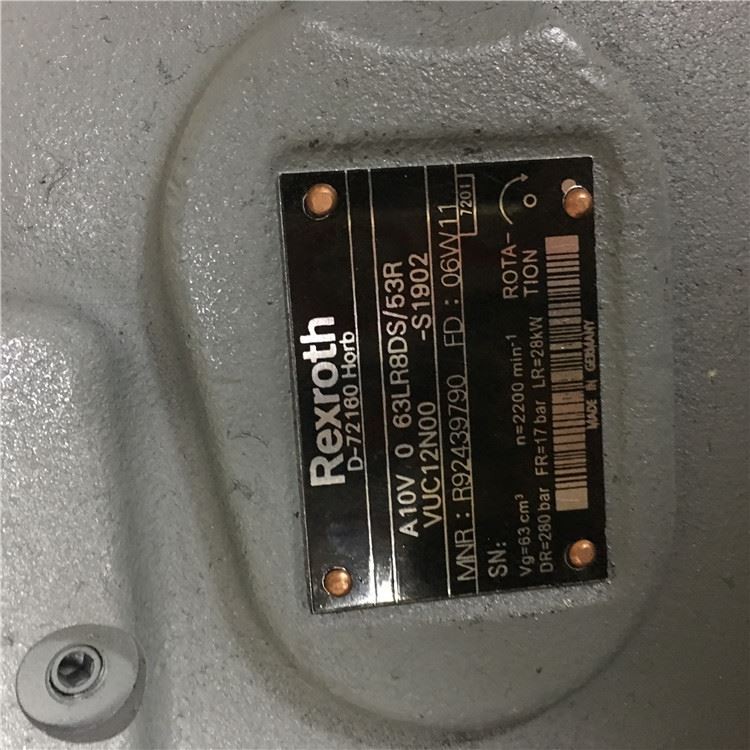 Rexroth
D-72160 Horb
A10V O 63LR8DS/53R
VUC12N00 -S1902
MNR: R92439790 FD: 06W11
7201
SN:
Vg=63 cm³ n=2200 min-¹
DR=280 bar FR=17 bar LR=28kW
ROTA-
TION
MADE IN GERMANY